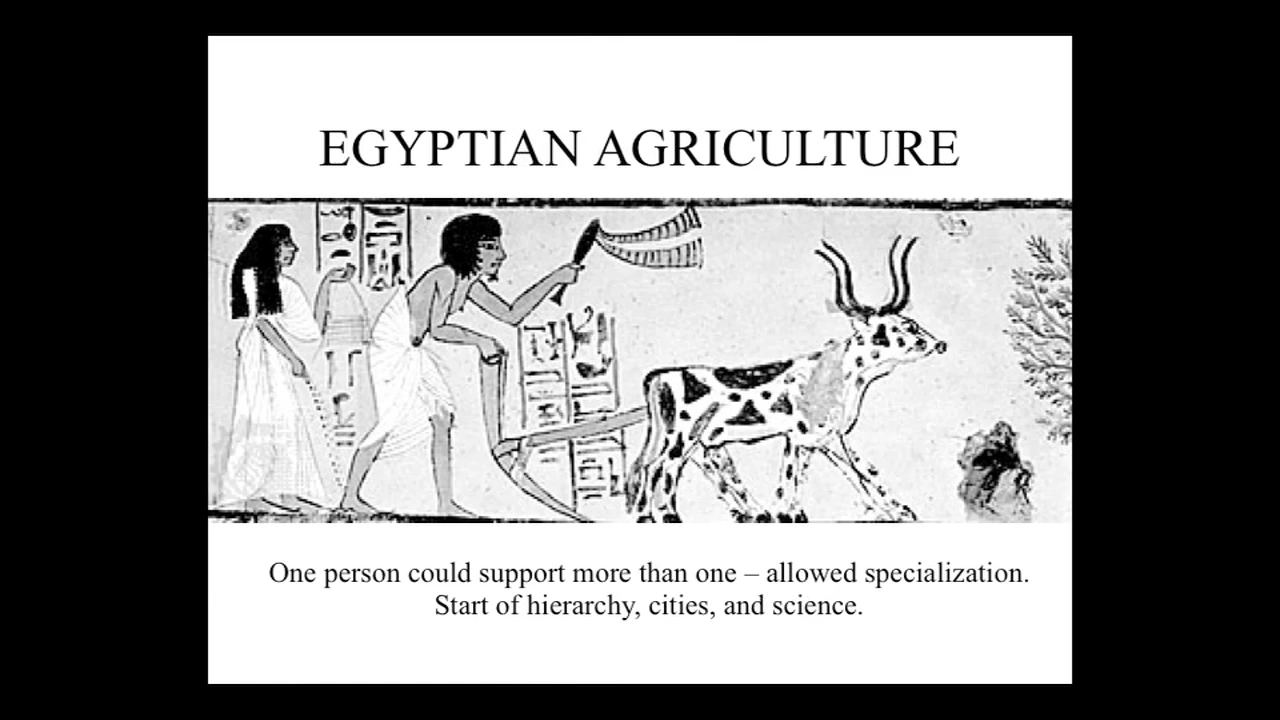 EGYPTIAN AGRICULTURE
One person could support more than one – allowed specialization.
Start of hierarchy, cities, and science.